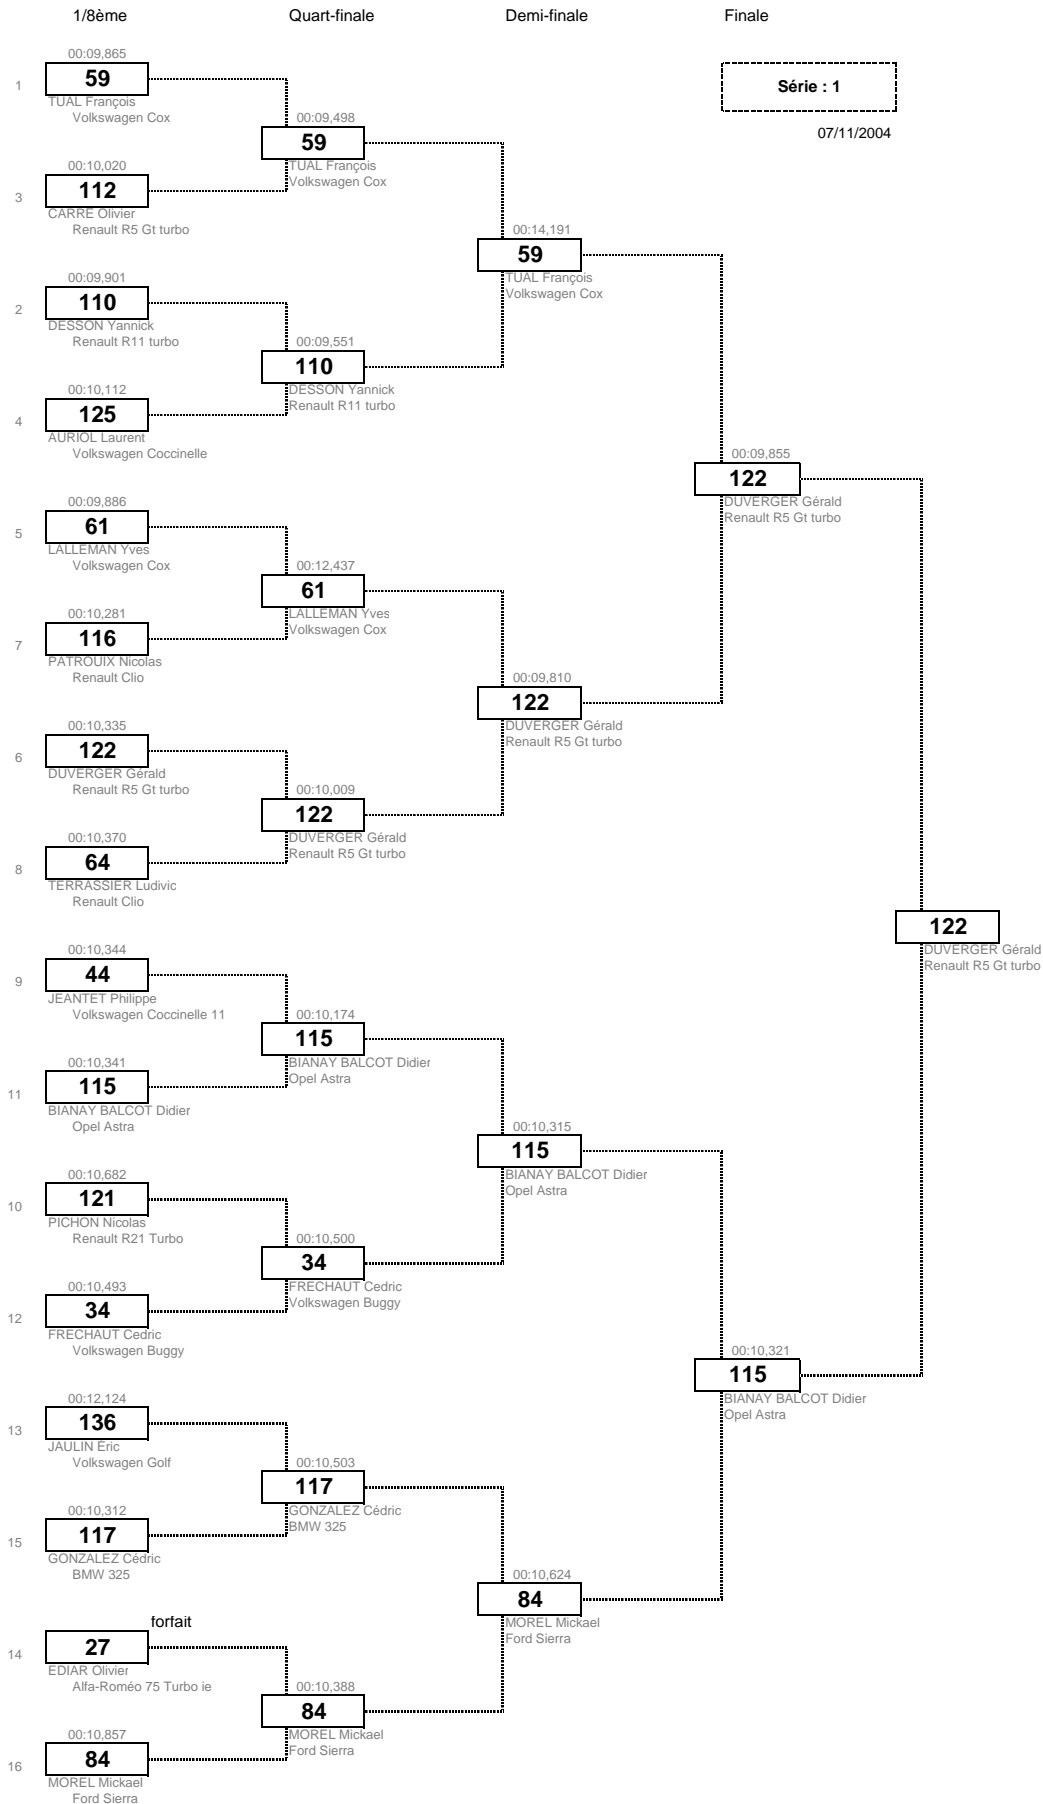 1/8ème
Quart-finale
Demi-finale
Finale
Série : 1
07/11/2004
00:09,865
1
59
TUAL François
Volkswagen Cox
00:09,498
59
TUAL François
Volkswagen Cox
00:10,020
3
112
CARRE Olivier
Renault R5 Gt turbo
00:14,191
59
TUAL François
Volkswagen Cox
00:09,901
2
110
DESSON Yannick
Renault R11 turbo
00:09,551
110
DESSON Yannick
Renault R11 turbo
00:10,112
4
125
AURIOL Laurent
Volkswagen Coccinelle
00:09,855
122
DUVERGER Gérald
Renault R5 Gt turbo
00:09,886
5
61
LALLEMAN Yves
Volkswagen Cox
00:12,437
61
LALLEMAN Yves
Volkswagen Cox
00:10,281
7
116
PATROUIX Nicolas
Renault Clio
00:09,810
122
DUVERGER Gérald
Renault R5 Gt turbo
00:10,335
6
122
DUVERGER Gérald
Renault R5 Gt turbo
00:10,009
122
DUVERGER Gérald
Renault R5 Gt turbo
00:10,370
8
64
TERRASSIER Ludivic
Renault Clio
122
DUVERGER Gérald
Renault R5 Gt turbo
00:10,344
9
44
JEANTET Philippe
Volkswagen Coccinelle 11
00:10,174
115
BIANAY BALCOT Didier
Opel Astra
00:10,341
11
115
BIANAY BALCOT Didier
Opel Astra
00:10,315
115
BIANAY BALCOT Didier
Opel Astra
00:10,682
10
121
PICHON Nicolas
Renault R21 Turbo
00:10,500
34
FRECHAUT Cedric
Volkswagen Buggy
00:10,493
12
34
FRECHAUT Cedric
Volkswagen Buggy
00:10,321
115
BIANAY BALCOT Didier
Opel Astra
00:12,124
13
136
JAULIN Éric
Volkswagen Golf
00:10,503
117
GONZALEZ Cédric
BMW 325
00:10,312
15
117
GONZALEZ Cédric
BMW 325
00:10,624
84
MOREL Mickael
Ford Sierra
forfait
14
27
EDIAR Olivier
Alfa-Roméo 75 Turbo ie
00:10,388
84
MOREL Mickael
Ford Sierra
00:10,857
16
84
MOREL Mickael
Ford Sierra